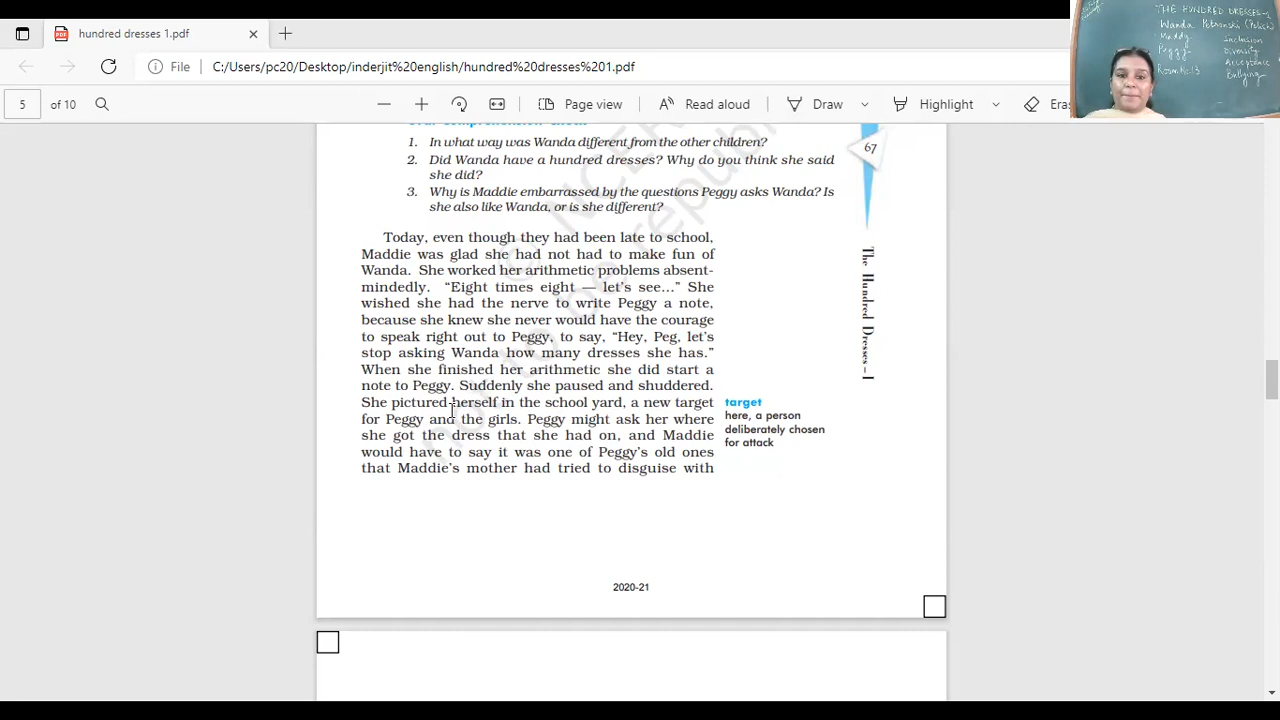 hundred dresses 1.pdf
File C:/Users/pc20/Desktop/inderjit%20english/hundred%20dresses%201.pdf
5 of 10 Page view Read aloud Draw Highlight
THE HUNDRED DRESSES-
Wanda Petronski (Polish)
Maddy
Peggy
Room No. 13
Inclusion
Diversity
Acceptance
Bullying
67
1. In what way was Wanda different from the other children?
2. Did Wanda have a hundred dresses? Why do you think she said
she did?
3. Why is Maddie embarrassed by the questions Peggy asks Wanda? Is
she also like Wanda, or is she different?
Today, even though they had been late to school,
Maddie was glad she had not had to make fun of
Wanda. She worked her arithmetic problems absent-
mindedly. “Eight times eight — let’s see...” She
wished she had the nerve to write Peggy a note,
because she knew she never would have the courage
to speak right out to Peggy, to say, “Hey, Peg, let’s
stop asking Wanda how many dresses she has.”
When she finished her arithmetic she did start a
note to Peggy. Suddenly she paused and shuddered.
She pictured herself in the school yard, a new target
for Peggy and the girls. Peggy might ask her where
she got the dress that she had on, and Maddie
would have to say it was one of Peggy’s old ones
that Maddie’s mother had tried to disguise with
target
here, a person
deliberately chosen
for attack
The Hundred Dresses – I
2020-21